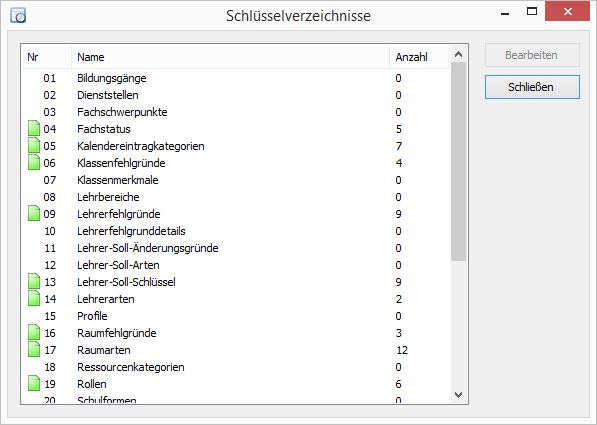 Schlüsselverzeichnisse
Nr Name Anzahl
01 Bildungsgänge 0
02 Dienststellen 0
03 Fachschwerpunkte 0
04 Fachstatus 5
05 Kalendereintragkategorien 7
06 Klassenfehlgründe 4
07 Klassenmerkmale 0
08 Lehrbereiche 0
09 Lehrerfehlgründe 9
10 Lehrerfehlgrunddetails 0
11 Lehrer-Soll-Änderungsgründe 0
12 Lehrer-Soll-Arten 0
13 Lehrer-Soll-Schlüssel 9
14 Lehrerarten 2
15 Profile 0
16 Raumfehlgründe 3
17 Raumarten 12
18 Ressourcenkategorien 0
19 Rollen 6
20 Schulformen 0
Bearbeiten
Schließen